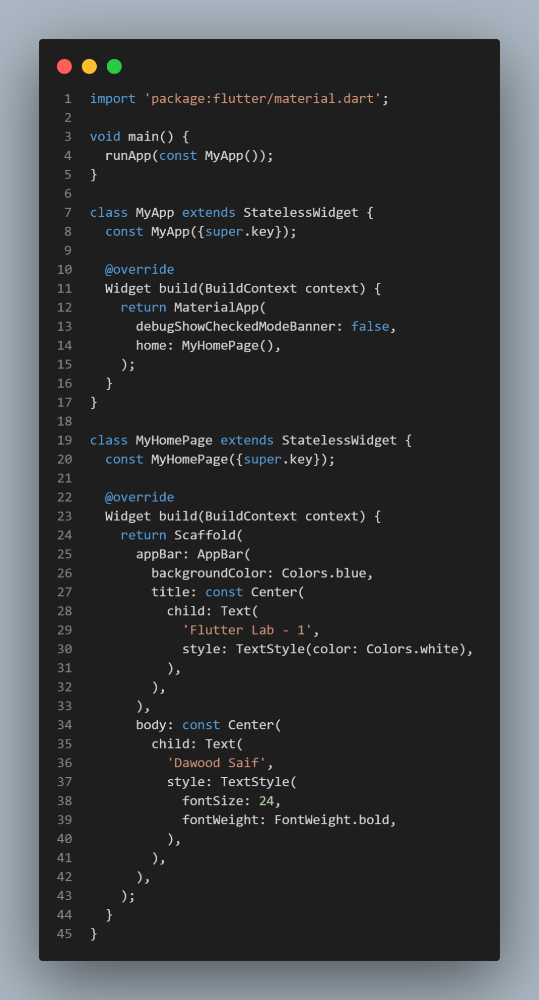 1 import 'package:flutter/material.dart';
2
3 void main() {
4   runApp(const MyApp());
5 }
6
7 class MyApp extends StatelessWidget {
8   const MyApp({super.key});
9
10   @override
11   Widget build(BuildContext context) {
12     return MaterialApp(
13       debugShowCheckedModeBanner: false,
14       home: MyHomePage(),
15     );
16   }
17 }
18
19 class MyHomePage extends StatelessWidget {
20   const MyHomePage({super.key});
21
22   @override
23   Widget build(BuildContext context) {
24     return Scaffold(
25       appBar: AppBar(
26         backgroundColor: Colors.blue,
27         title: const Center(
28           child: Text(
29             'Flutter Lab - 1',
30             style: TextStyle(color: Colors.white),
31           ),
32         ),
33       ),
34       body: const Center(
35         child: Text(
36           'Dawood Saif',
37           style: TextStyle(
38             fontSize: 24,
39             fontWeight: FontWeight.bold,
40           ),
41         ),
42       ),
43     );
44   }
45 }